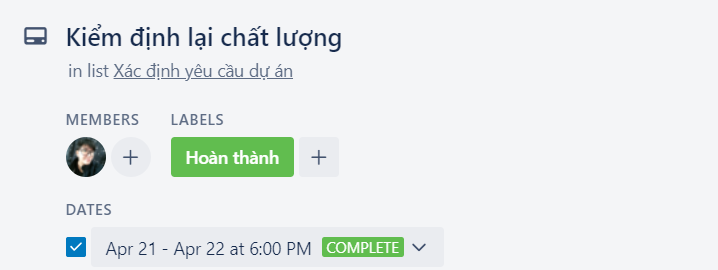 Kiểm định lại chất lượng
in list Xác định yêu cầu dự án
MEMBERS LABELS
Hoàn thành
DATES
Apr 21 - Apr 22 at 6:00 PM COMPLETE